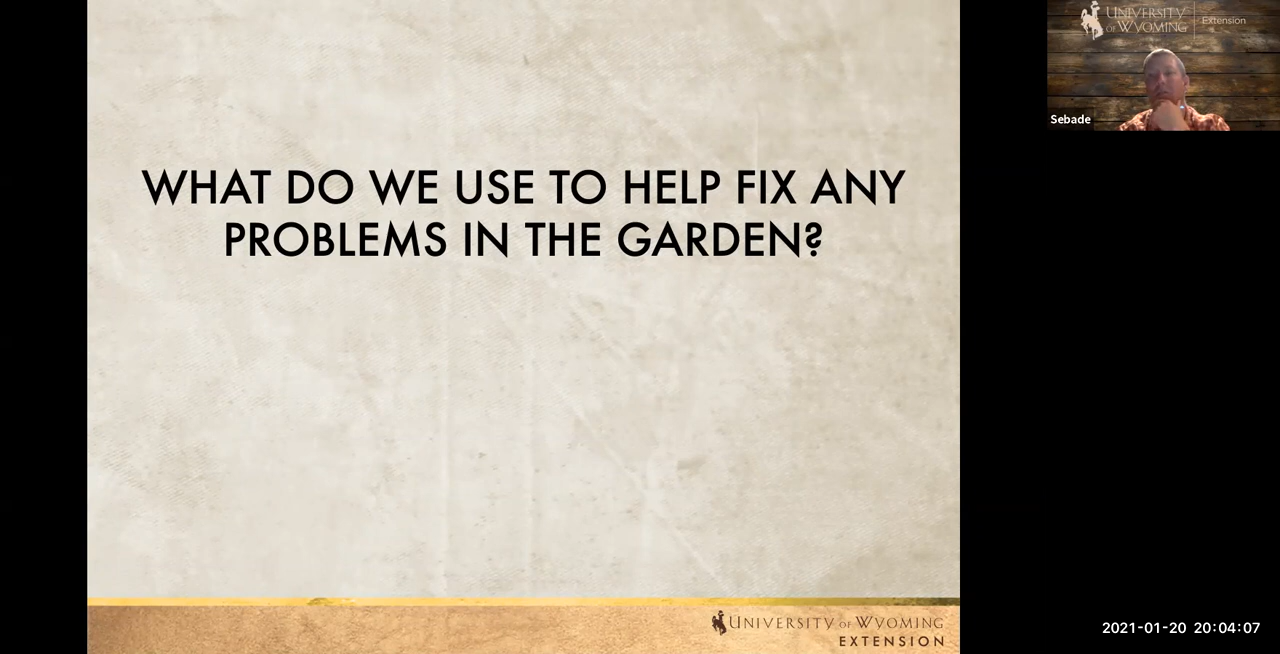 WHAT DO WE USE TO HELP FIX ANY
PROBLEMS IN THE GARDEN?
UNIVERSITY OF WYOMING
EXTENSION
UNIVERSITY
OF WYOMING
Extension
Sebade
2021-01-20 20:04:07